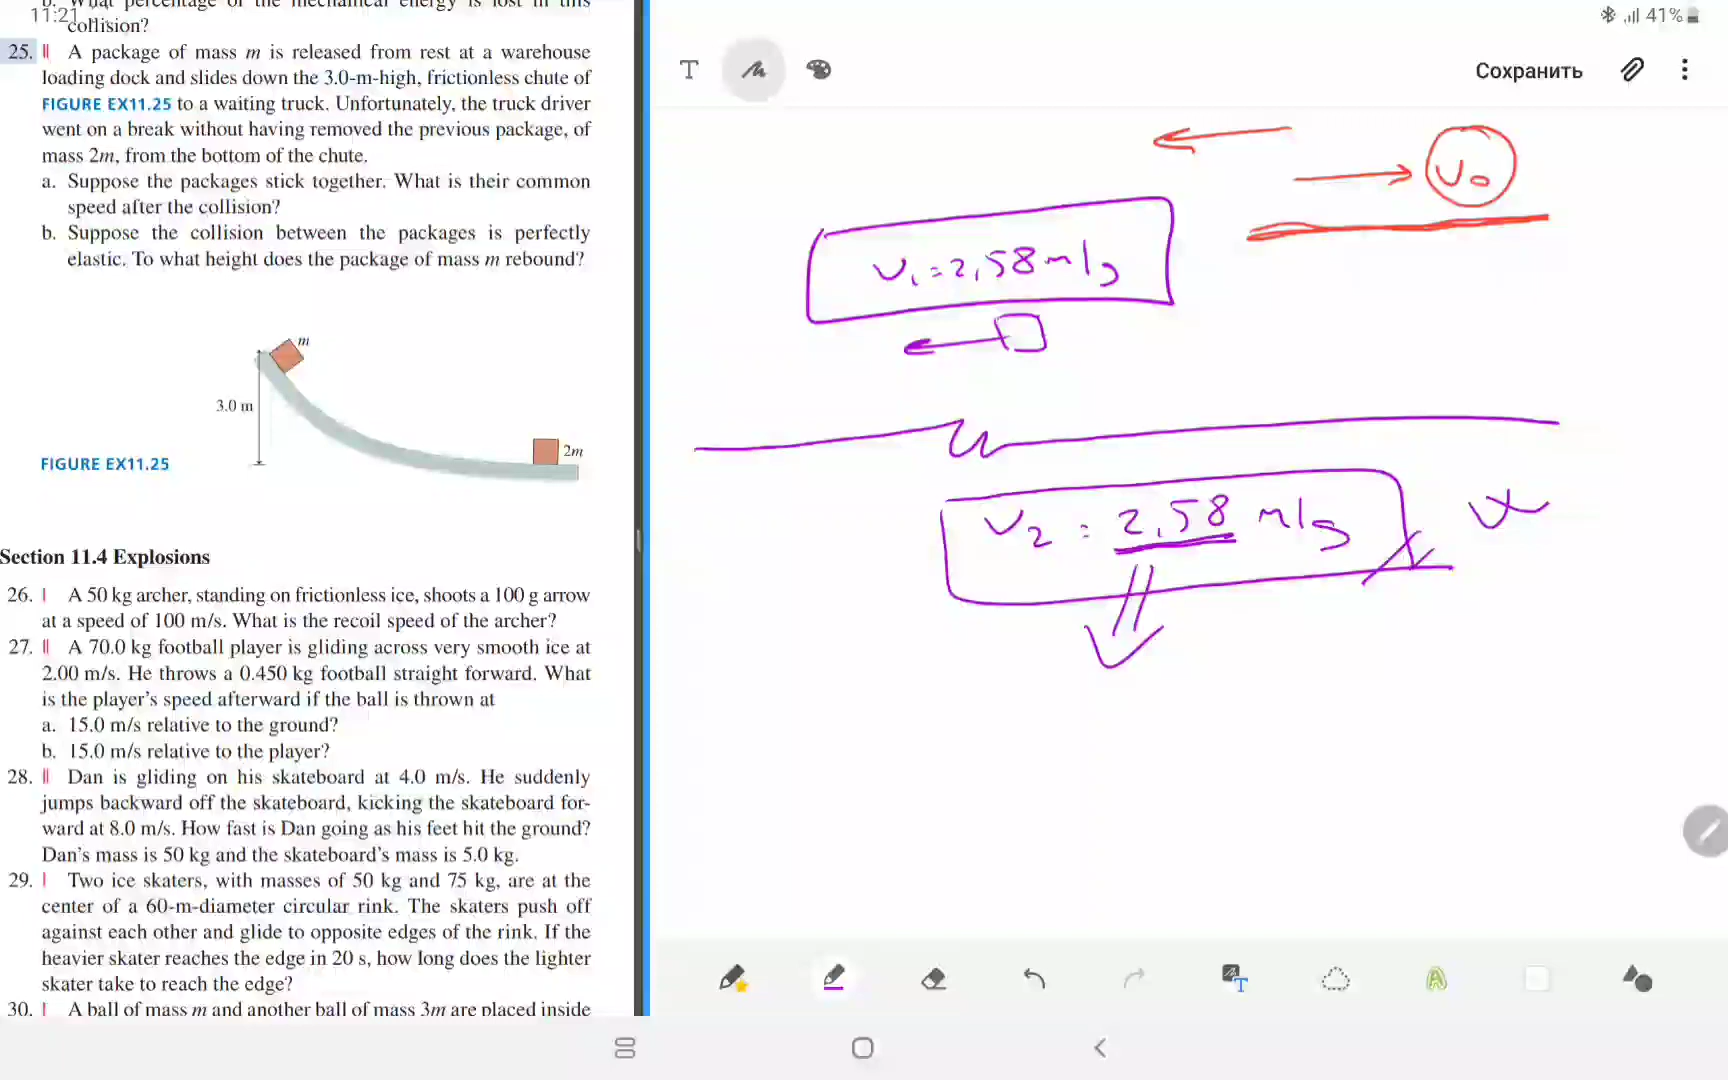 b. What percentage of the mechanical energy is lost in this
11:21
collision?
25. || A package of mass m is released from rest at a warehouse
loading dock and slides down the 3.0-m-high, frictionless chute of
FIGURE EX11.25 to a waiting truck. Unfortunately, the truck driver
went on a break without having removed the previous package, of
mass 2m, from the bottom of the chute.
a. Suppose the packages stick together. What is their common
speed after the collision?
b. Suppose the collision between the packages is perfectly
elastic. To what height does the package of mass m rebound?
m
3.0 m
2m
FIGURE EX11.25
Section 11.4 Explosions
26. | A 50 kg archer, standing on frictionless ice, shoots a 100 g arrow
at a speed of 100 m/s. What is the recoil speed of the archer?
27. || A 70.0 kg football player is gliding across very smooth ice at
2.00 m/s. He throws a 0.450 kg football straight forward. What
is the player's speed afterward if the ball is thrown at
a. 15.0 m/s relative to the ground?
b. 15.0 m/s relative to the player?
28. || Dan is gliding on his skateboard at 4.0 m/s. He suddenly
jumps backward off the skateboard, kicking the skateboard for-
ward at 8.0 m/s. How fast is Dan going as his feet hit the ground?
Dan's mass is 50 kg and the skateboard's mass is 5.0 kg.
29. | Two ice skaters, with masses of 50 kg and 75 kg, are at the
center of a 60-m-diameter circular rink. The skaters push off
against each other and glide to opposite edges of the rink. If the
heavier skater reaches the edge in 20 s, how long does the lighter
skater take to reach the edge?
30. | A ball of mass m and another ball of mass 3m are placed inside
41%
T
Сохранить
v₀
v₁ = 2,58 m/s
v₂ = 2,58 m/s
T
A